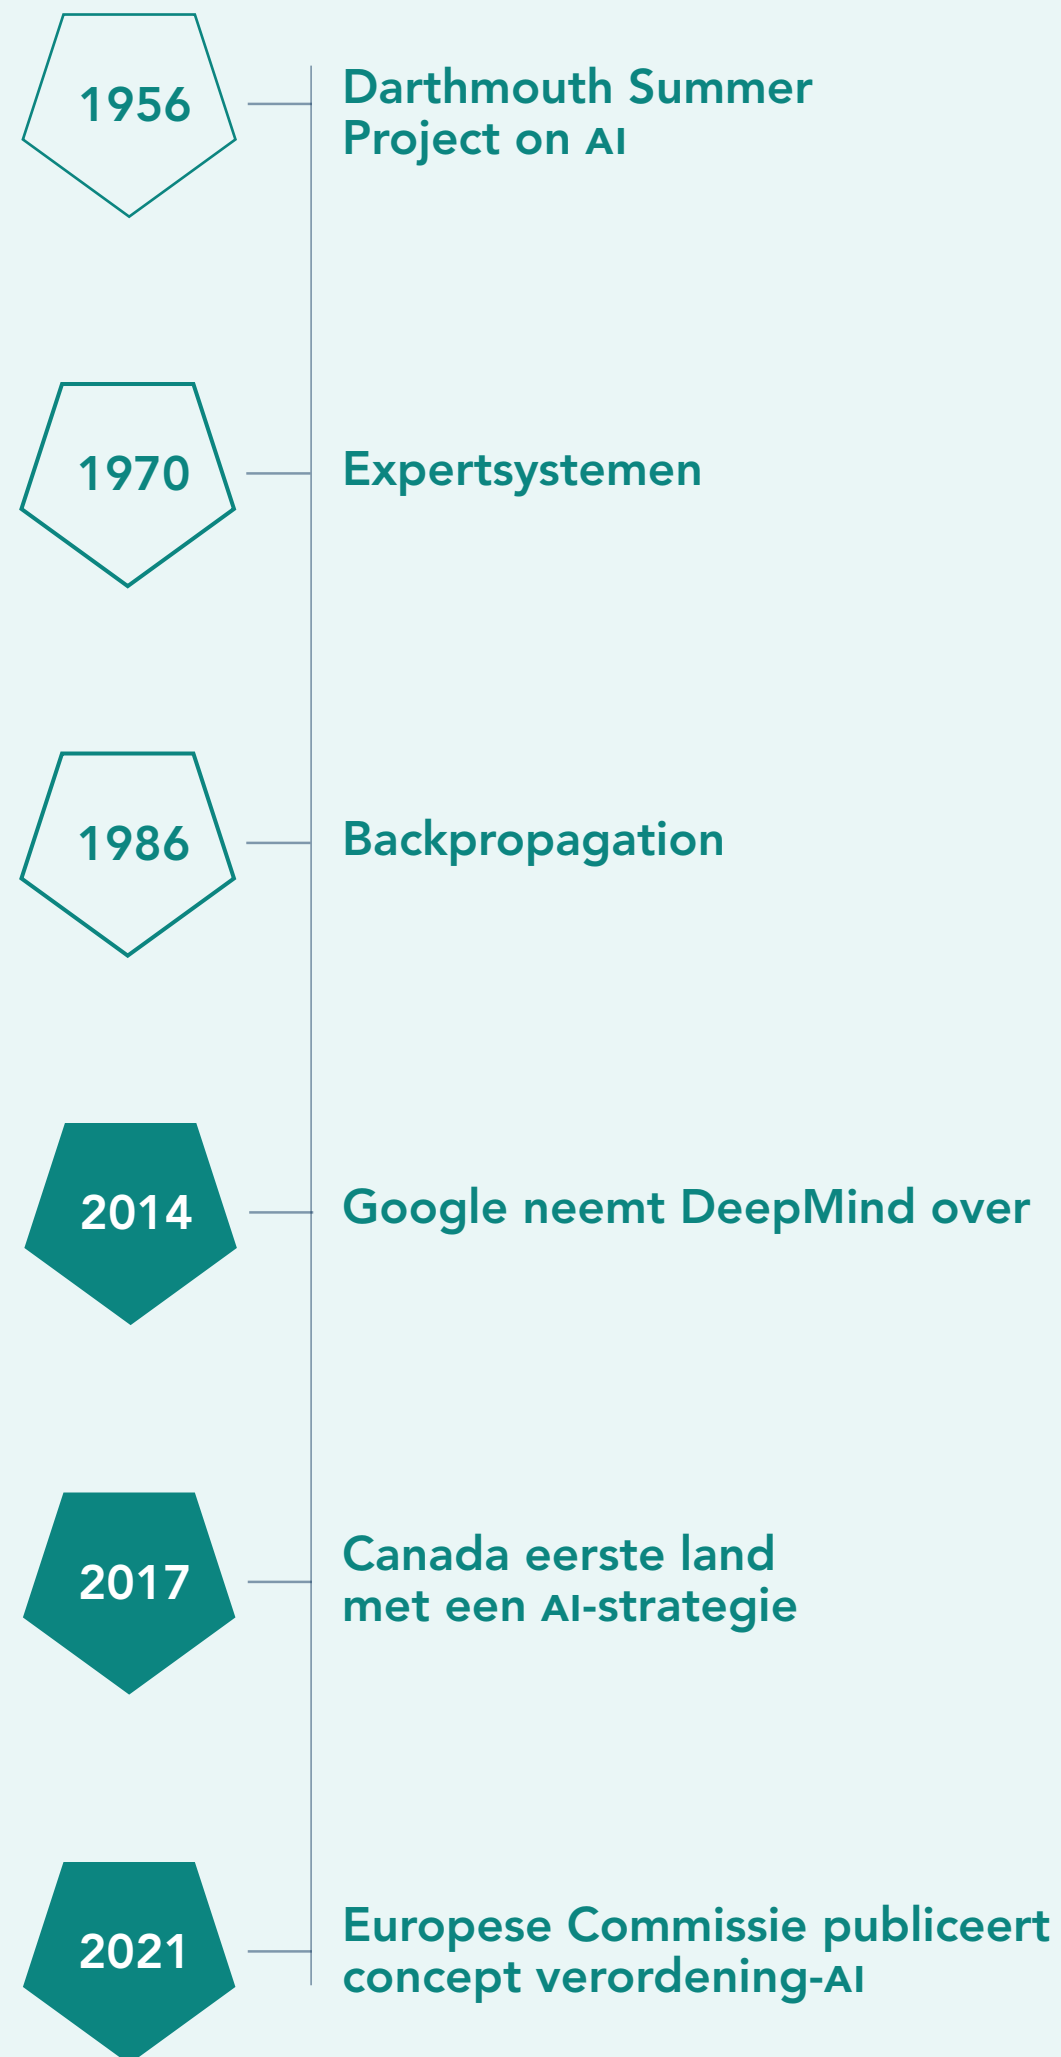 1956
Darthmouth Summer
Project on AI
1970
Expertsystemen
1986
Backpropagation
2014
Google neemt DeepMind over
2017
Canada eerste land
met een AI-strategie
2021
Europese Commissie publiceert
concept verordening-AI